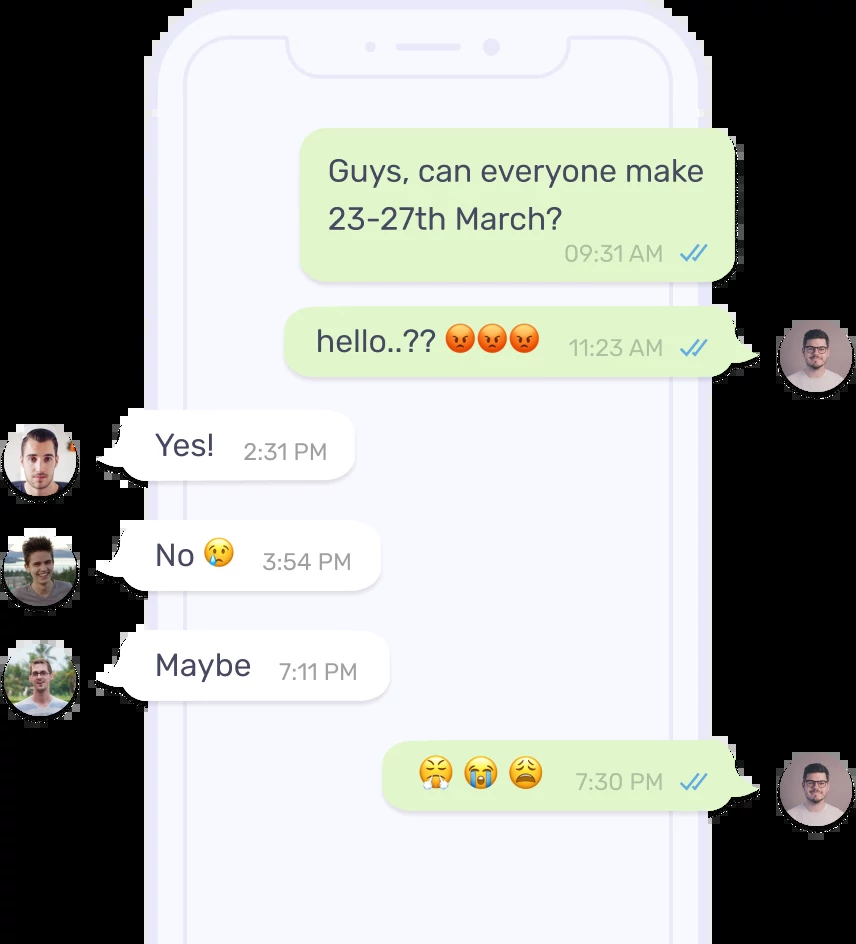 Guys, can everyone make
23-27th March?
09:31 AM
hello..?? 😡😡😡 11:23 AM
Yes! 2:31 PM
No 😢 3:54 PM
Maybe 7:11 PM
😤 😭 😩 7:30 PM